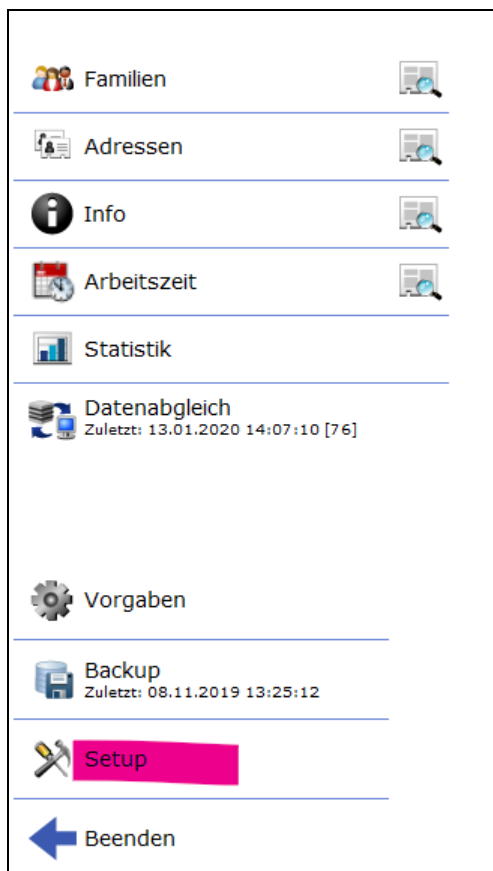 Familien
Adressen
Info
Arbeitszeit
Statistik
Datenabgleich
Zuletzt: 13.01.2020 14:07:10 [76]
Vorgaben
Backup
Zuletzt: 08.11.2019 13:25:12
Setup
Beenden